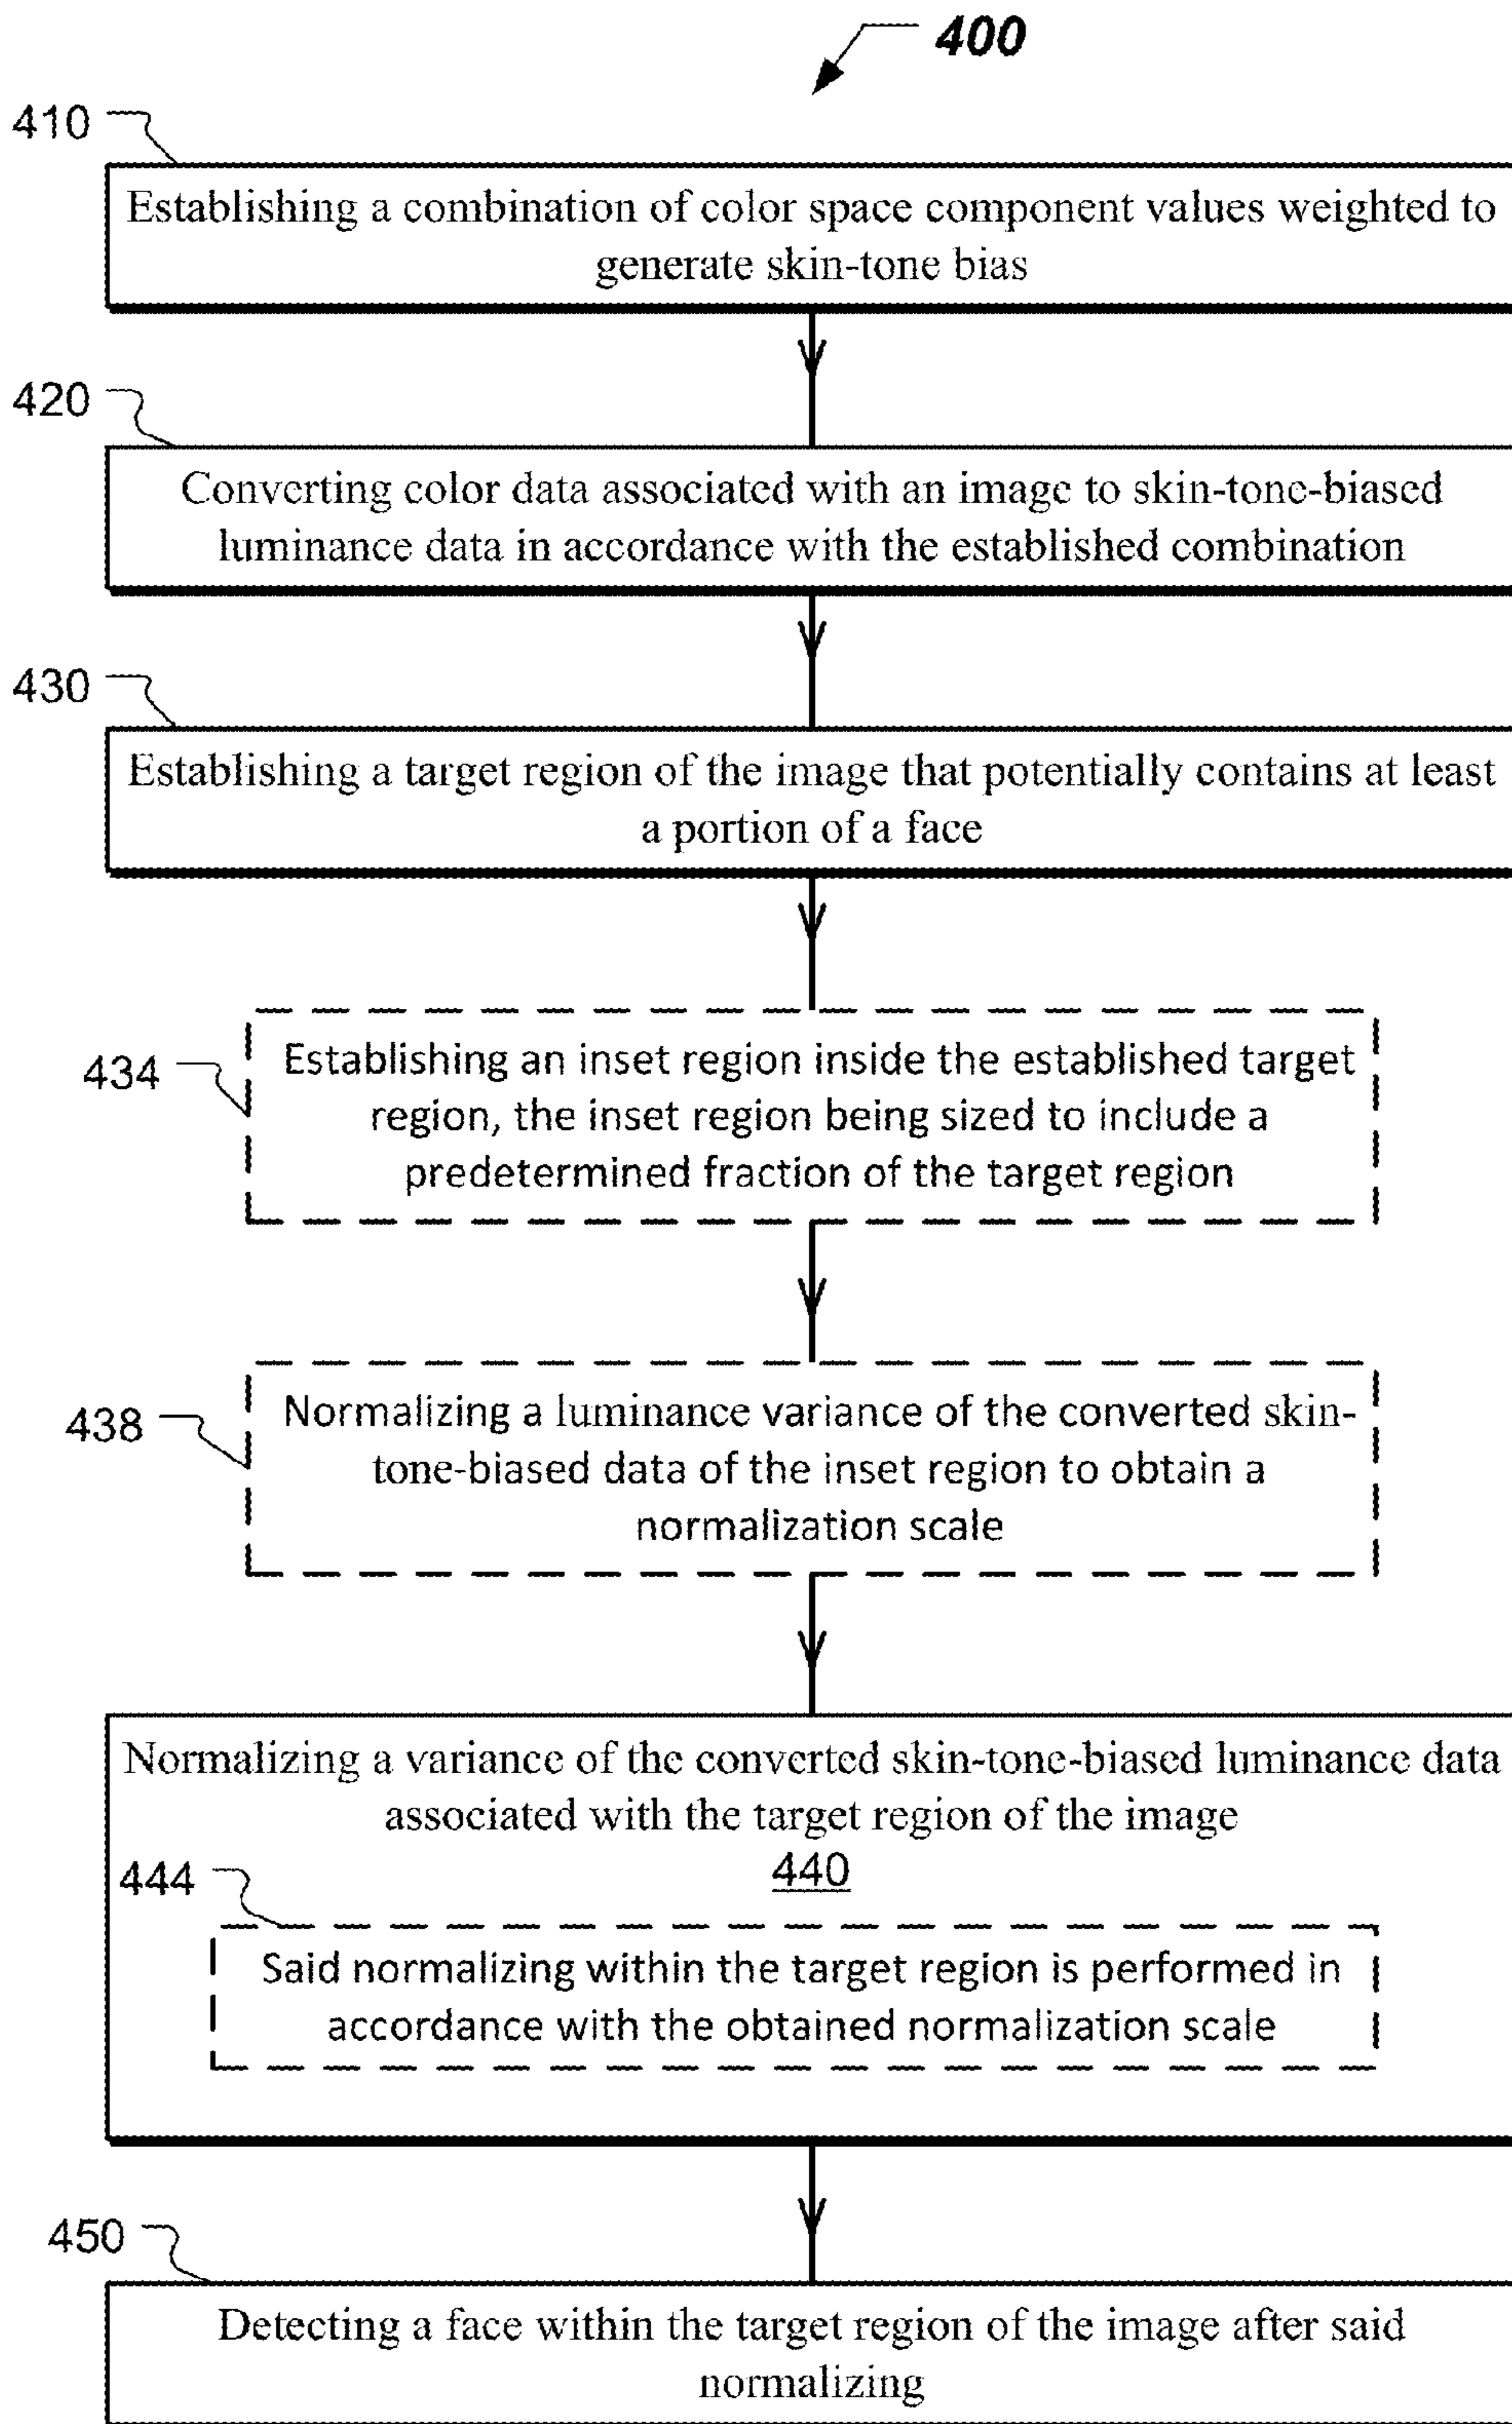 400
410
Establishing a combination of color space component values weighted to
generate skin-tone bias
420
Converting color data associated with an image to skin-tone-biased
luminance data in accordance with the established combination
430
Establishing a target region of the image that potentially contains at least
a portion of a face
434
Establishing an inset region inside the established target
region, the inset region being sized to include a
predetermined fraction of the target region
438
Normalizing a luminance variance of the converted skin-
tone-biased data of the inset region to obtain a
normalization scale
Normalizing a variance of the converted skin-tone-biased luminance data
associated with the target region of the image
440
444
Said normalizing within the target region is performed in
accordance with the obtained normalization scale
450
Detecting a face within the target region of the image after said
normalizing